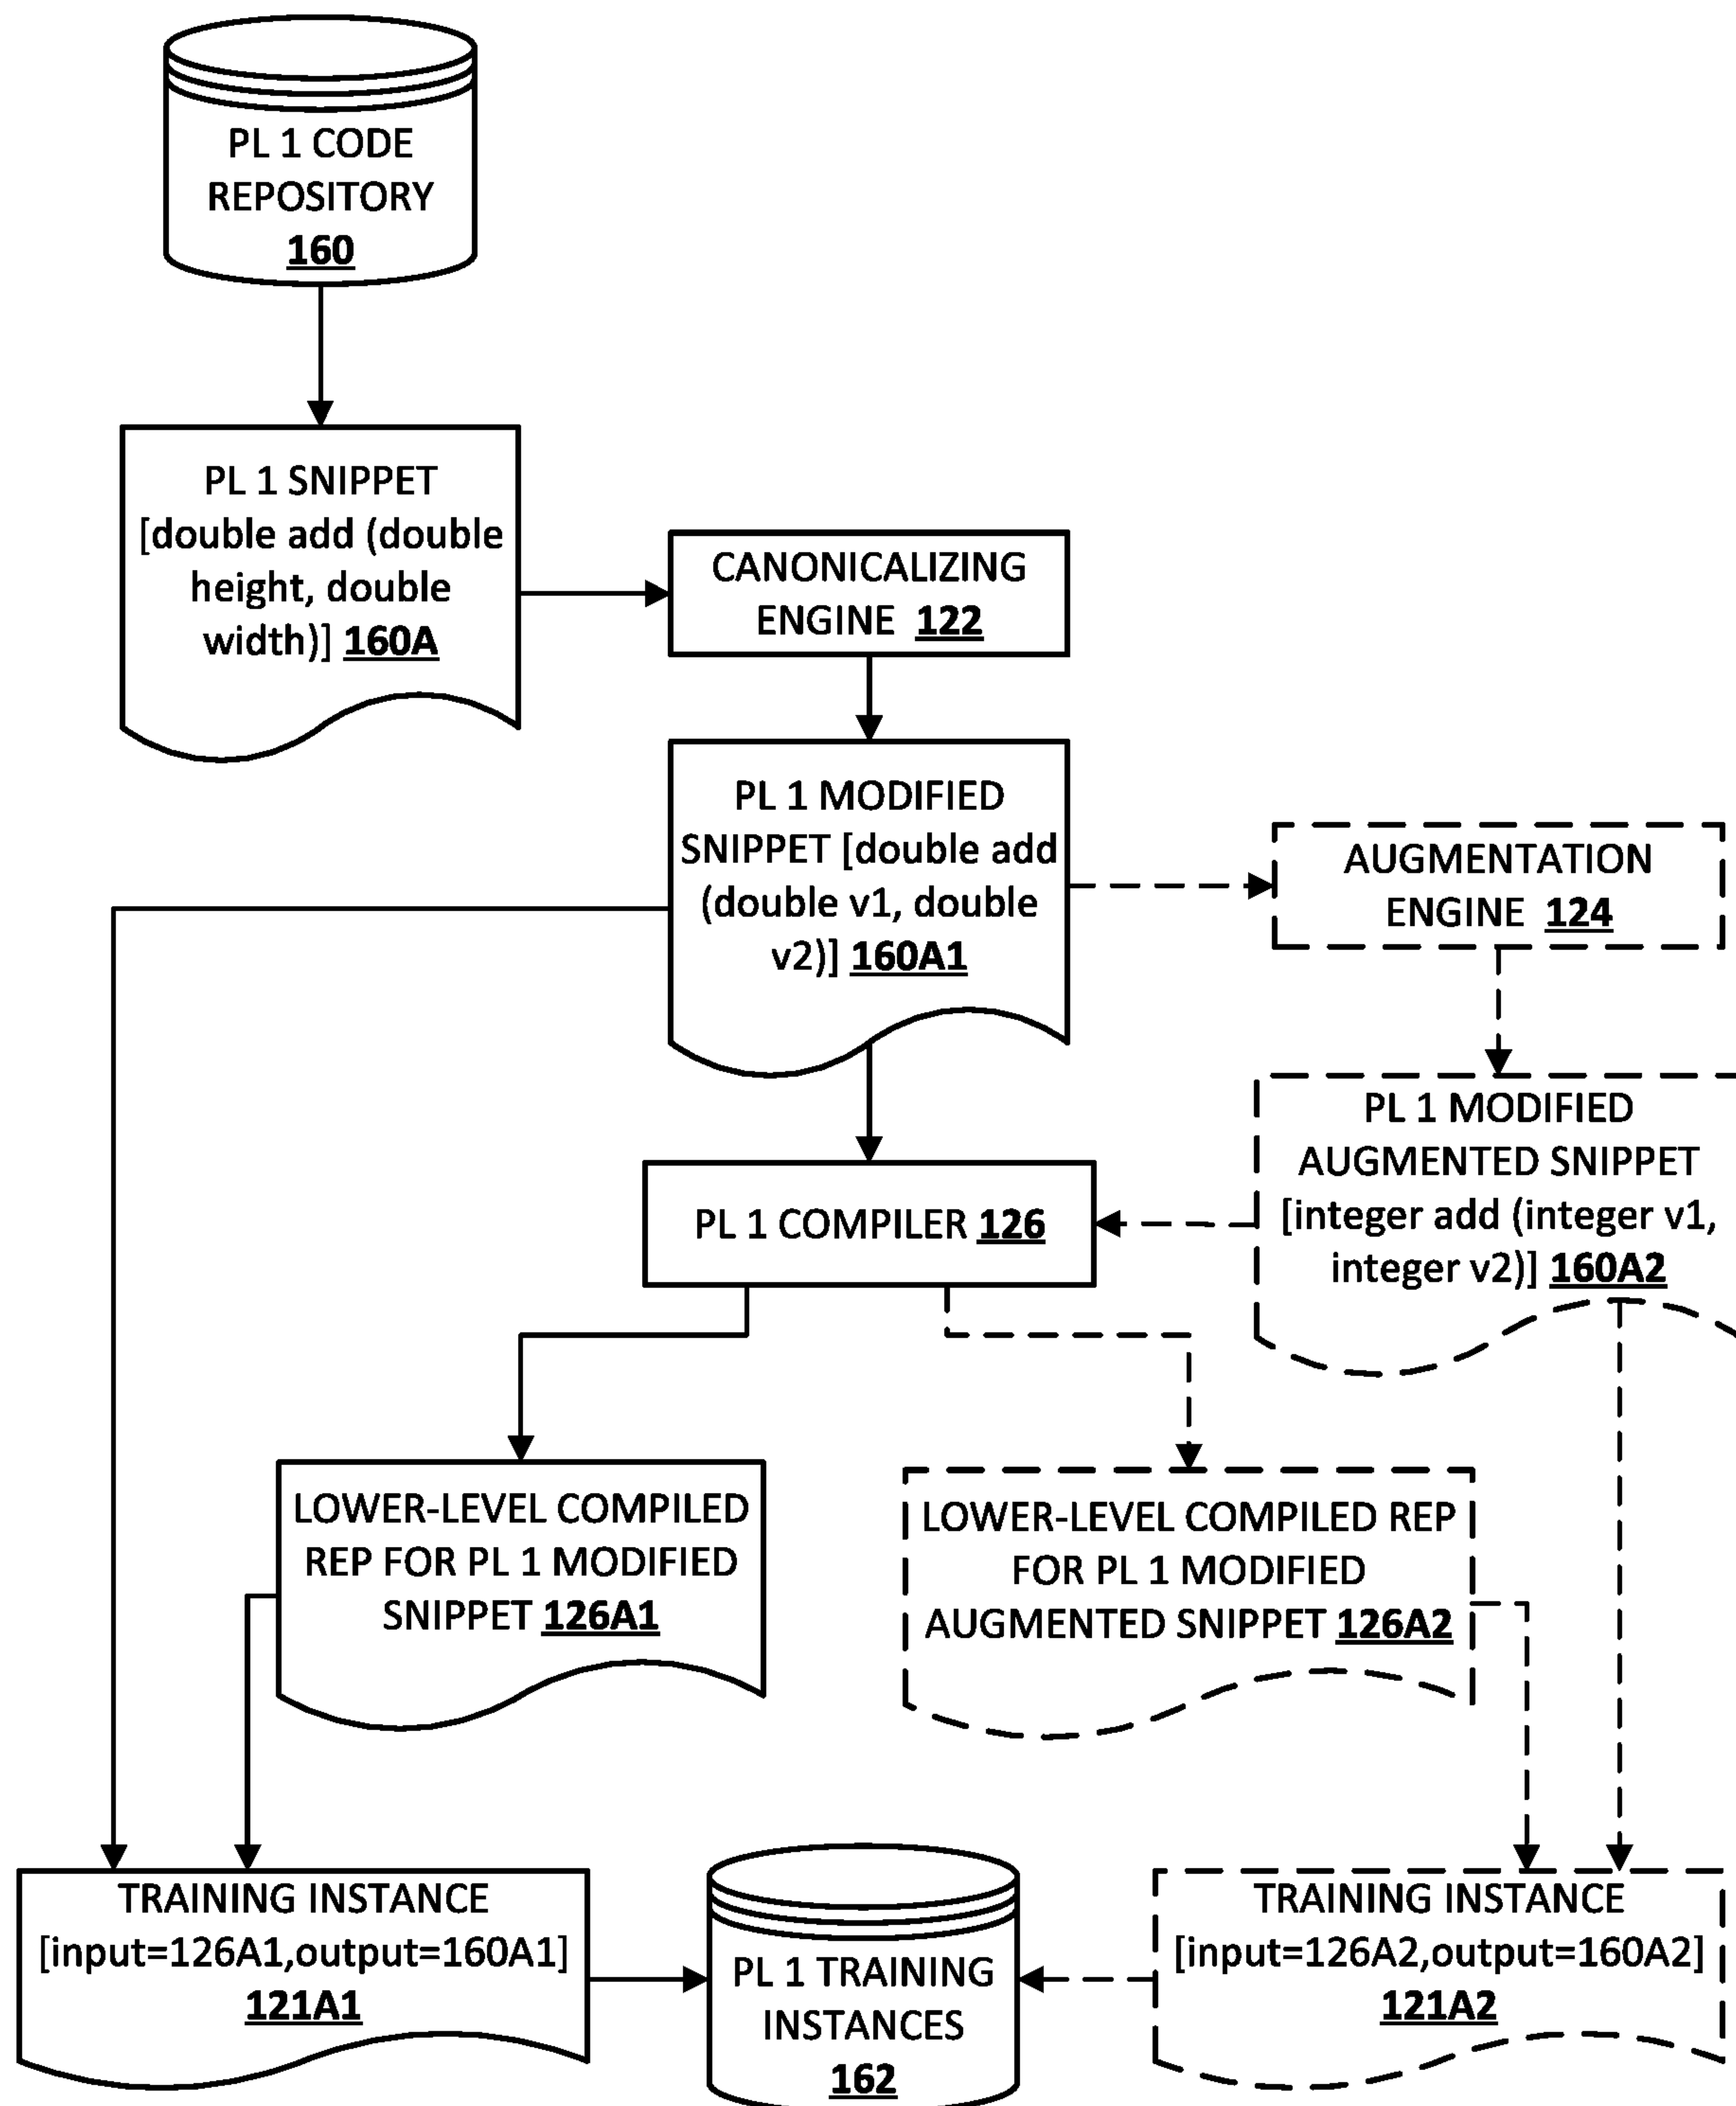 PL 1 CODE
REPOSITORY
160
PL 1 SNIPPET
[double add (double
height, double
width)] 160A
CANONICALIZING
ENGINE 122
PL 1 MODIFIED
SNIPPET [double add
(double v1, double
v2)] 160A1
AUGMENTATION
ENGINE 124
PL 1 MODIFIED
AUGMENTED SNIPPET
[integer add (integer v1,
integer v2)] 160A2
PL 1 COMPILER 126
LOWER-LEVEL COMPILED
REP FOR PL 1 MODIFIED
SNIPPET 126A1
LOWER-LEVEL COMPILED REP
FOR PL 1 MODIFIED
AUGMENTED SNIPPET 126A2
TRAINING INSTANCE
[input=126A1,output=160A1]
121A1
PL 1 TRAINING
INSTANCES
162
TRAINING INSTANCE
[input=126A2,output=160A2]
121A2